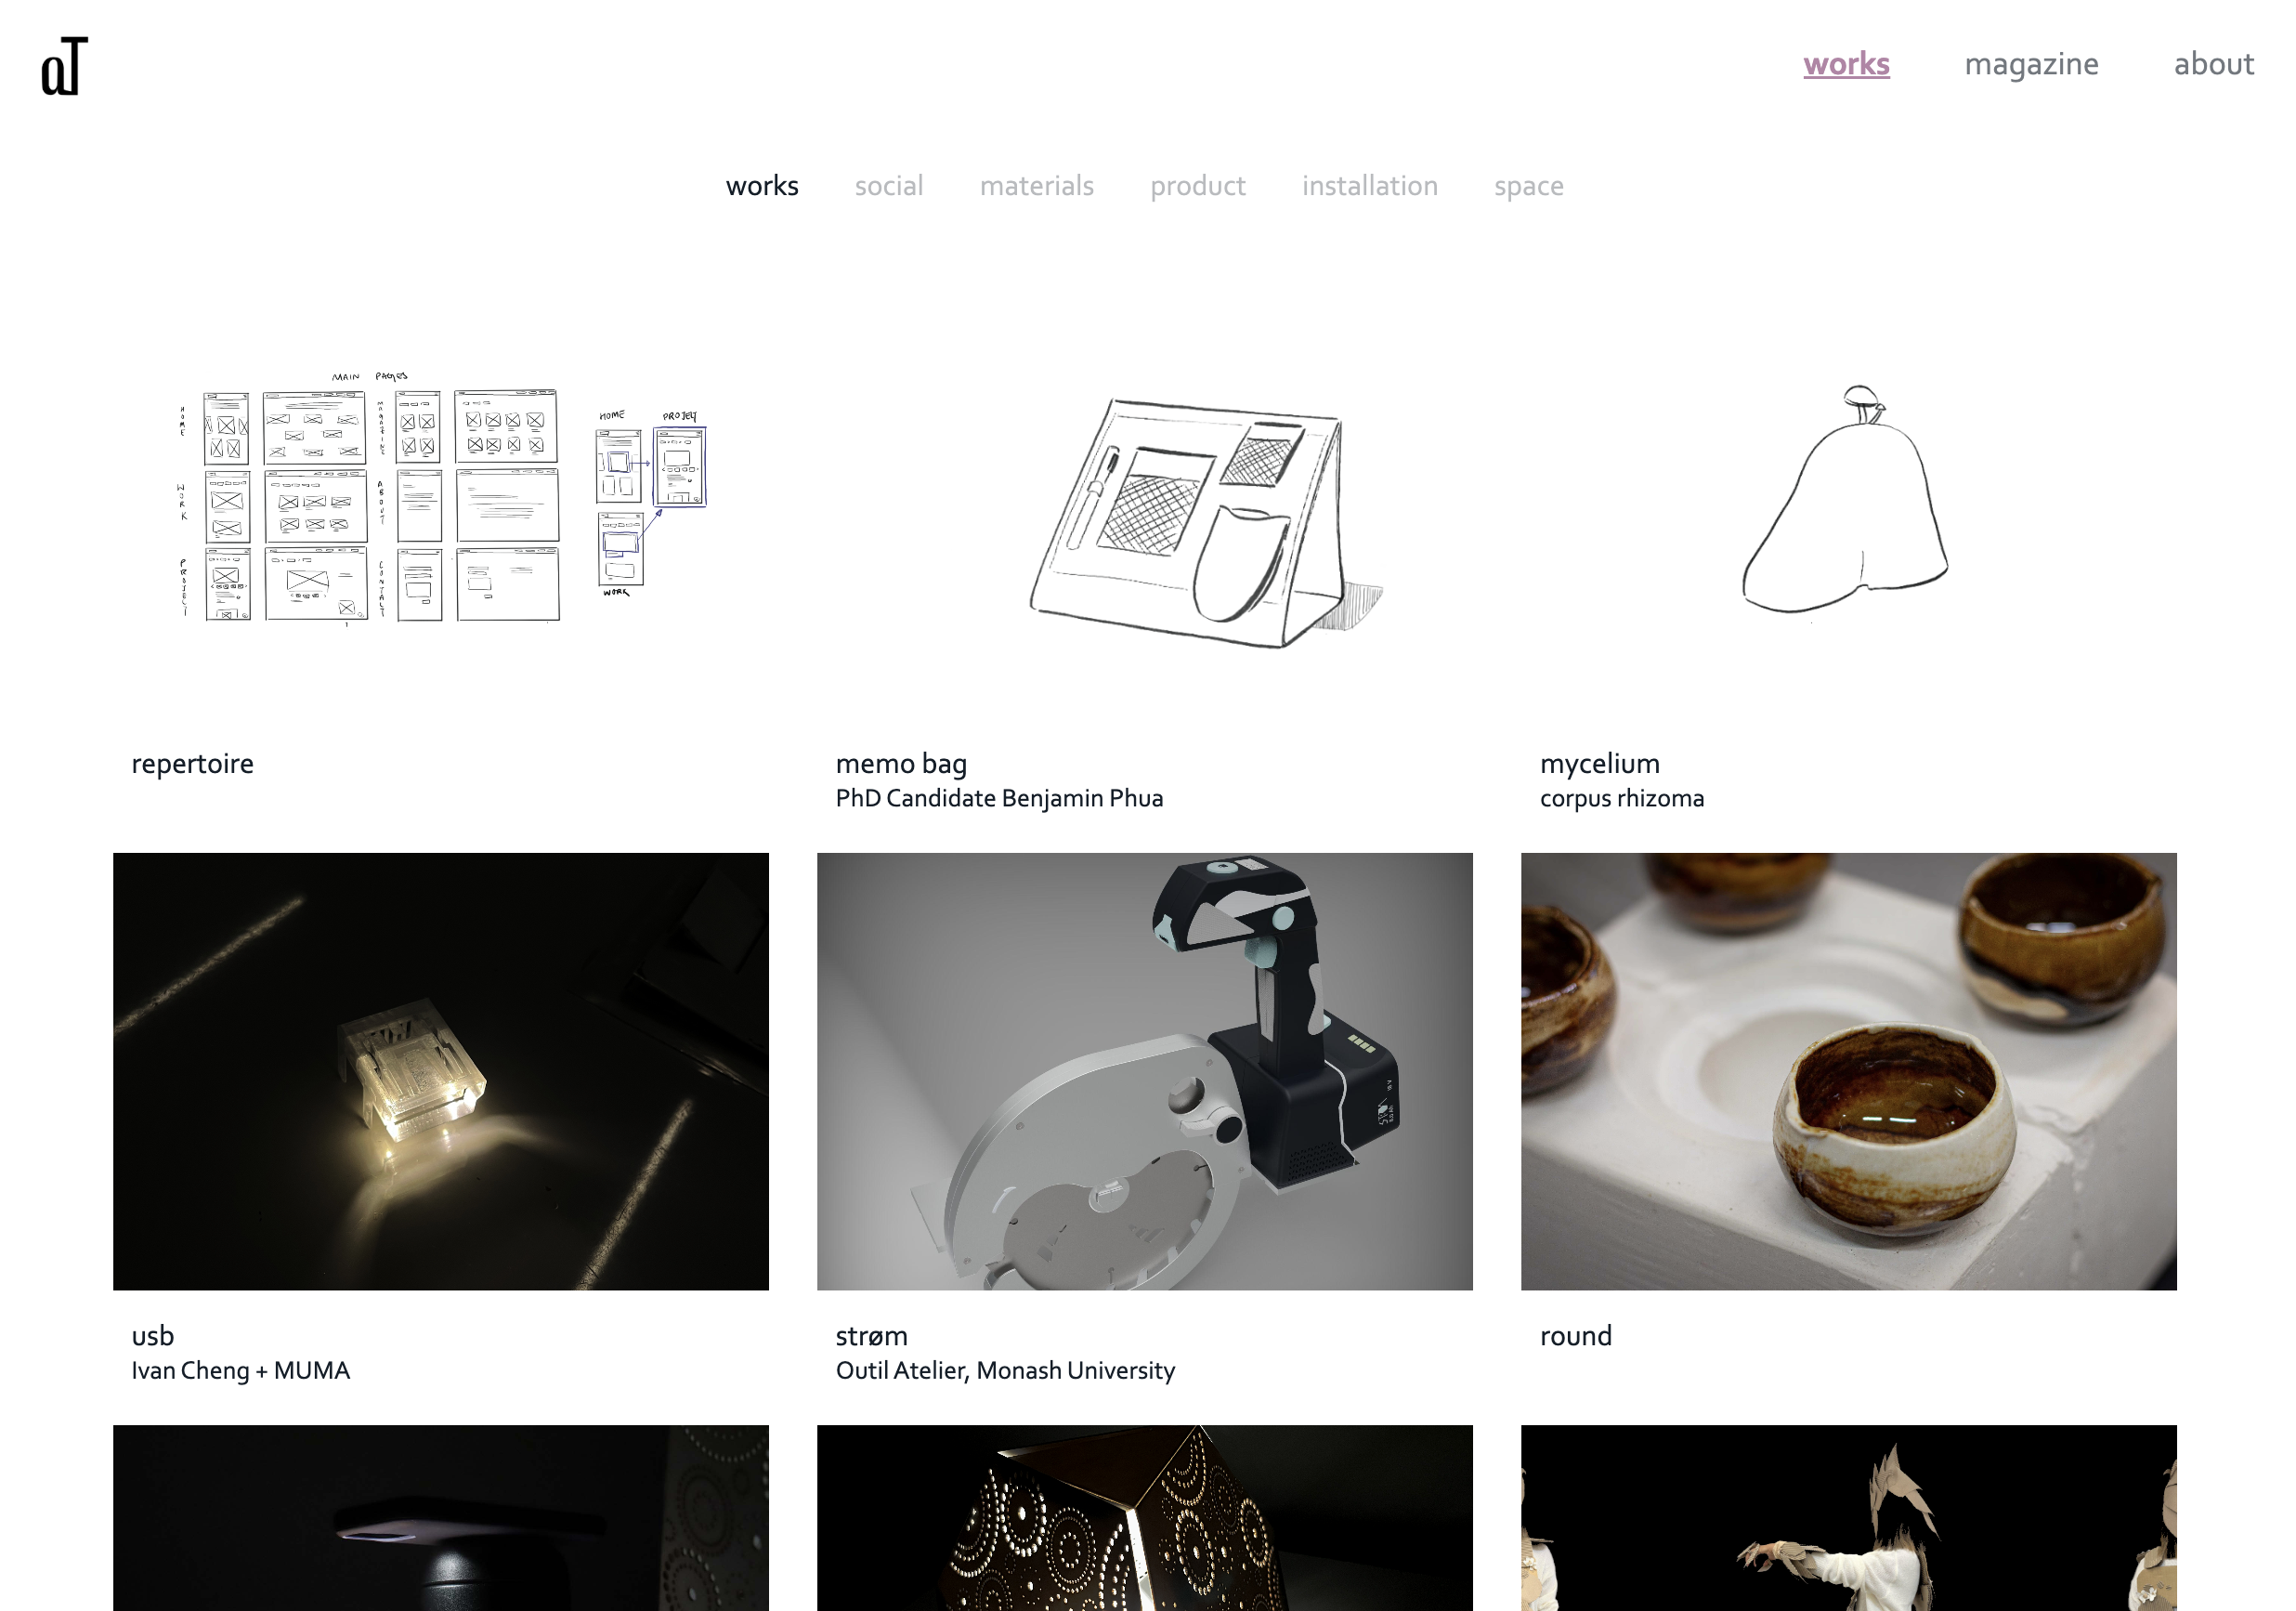 aT
works magazine about
works social materials product installation space
MAIN PAGES
HOME
MAGAZINE
HOME PROJECT
WORK
ABOUT
PROJECT
CONTACT
WORK
repertoire
memo bag
PhD Candidate Benjamin Phua
mycelium
corpus rhizoma
usb
Ivan Cheng + MUMA
strøm
Outil Atelier, Monash University
round